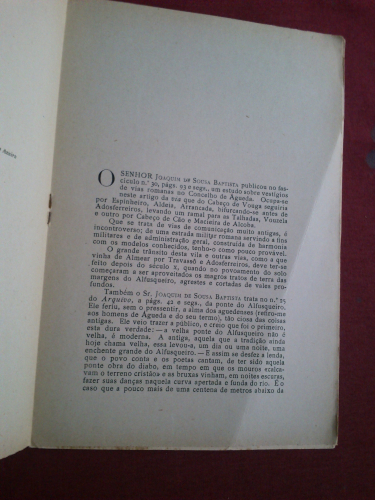 O SENHOR JOAQUIM DE SOUSA BAPTISTA publicou no fas-
cículo n.º 30, págs. 93 e segs., um estudo sôbre vestígios
de vias romanas no Concelho de Águeda. Ocupa-se
neste artigo da via que do Cabeço de Vouga seguiria
por Espinheiro, Aldeia, Arrancada, bifurcando-se antes de
Adosferreiros, levando um ramal para as Talhadas, Vouzela
e outro por Cabeço de Cão e Macieira de Alcoba.
Que se trata de vias de comunicação muito antigas, é
incontroverso; de uma estrada militar romana servindo a fins
militares e de administração geral, construída de harmonia
com os modelos conhecidos, tenho-o como pouco provável.
O grande trânsito desta via e outras vias, como a que
vinha de Almear por Travassô e Adosferreiros, deve ter-se
feito depois do século X, quando no povoamento do solo
começaram a ser aproveitados os magros tratos de terra das
margens do Alfusqueiro, agrestes e cortadas de vales pro-
fundos.
Também o Sr. JOAQUIM DE SOUSA BAPTISTA trata no n.º 25
do Arquivo, a págs. 41 e segs., da ponte do Alfusqueiro.
Ele feriu, sem o pressentir, a alma aguedenses (refiro-me
aos homens de Águeda e do seu termo), tão ciosa das coisas
antigas. Ele veio trazer a público, e creio que foi o primeiro,
esta dura verdade: — a velha ponte do Alfusqueiro não é
velha, é moderna. A antiga, aquela que a tradição ainda
hoje chama velha, essa levou-a, um dia ou uma noite, uma
enchente grande do Alfusqueiro. — E assim se desfez a lenda,
que o povo conta e os poetas cantam, de ter sido aquela
ponte obra do diabo, em tempo em que os mouros «calca-
vam o terreno cristão» e as bruxas vinham, em noites escuras,
fazer suas danças naquela curva apertada e funda do rio. E o
caso que a pouco mais de uma centena de metros abaixo da